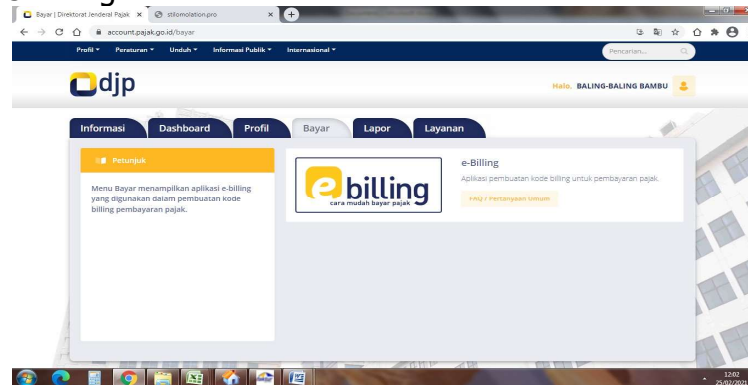 Bayar | Direktorat Jenderal Pajak
stilomolation.pro
account.pajak.go.id/bayar
Profil Peraturan Unduh Informasi Publik Internasional
Pencarian...
djp
Halo, BALING-BALING BAMBU
Informasi Dashboard Profil Bayar Lapor Layanan
Petunjuk
Menu Bayar menampilkan aplikasi e-billing
yang digunakan dalam pembuatan kode
billing pembayaran pajak.
e billing
cara mudah bayar pajak
e-Billing
Aplikasi pembuatan kode billing untuk pembayaran pajak.
FAQ / Pertanyaan Umum
12:02
25/02/2021